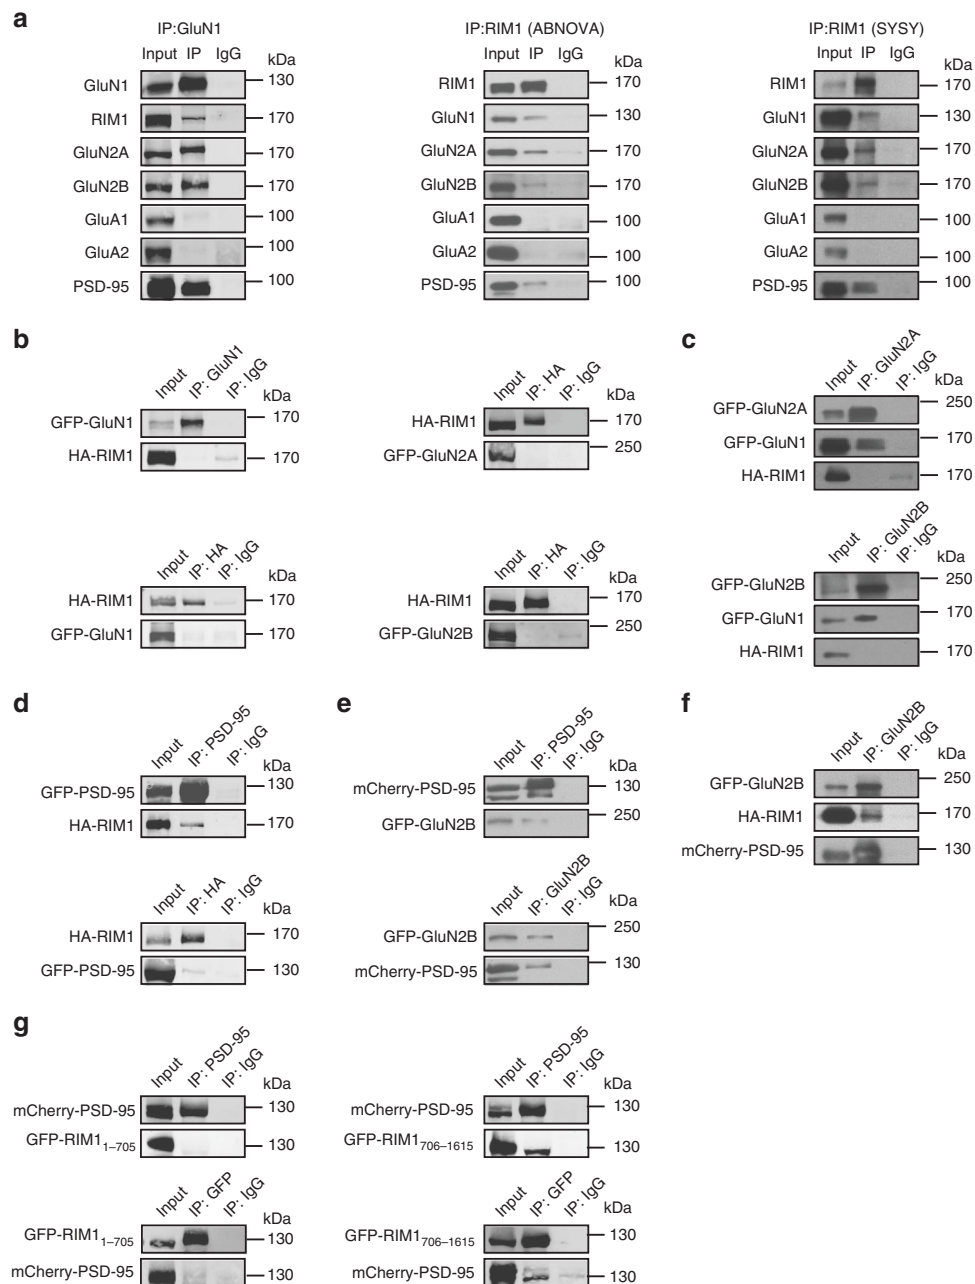 a
IP:GluN1
Input IP IgG
kDa
GluN1 130
RIM1 170
GluN2A 170
GluN2B 170
GluA1 100
GluA2 100
PSD-95 100
IP:RIM1 (ABNOVA)
Input IP IgG
kDa
RIM1 170
GluN1 130
GluN2A 170
GluN2B 170
GluA1 100
GluA2 100
PSD-95 100
IP:RIM1 (SYSY)
Input IP IgG
kDa
RIM1 170
GluN1 130
GluN2A 170
GluN2B 170
GluA1 100
GluA2 100
PSD-95 100
b
Input IP: GluN1 IP: IgG
kDa
GFP-GluN1 170
HA-RIM1 170
Input IP: HA IP: IgG
kDa
HA-RIM1 170
GFP-GluN2A 250
Input IP: HA IP: IgG
kDa
HA-RIM1 170
GFP-GluN1 170
Input IP: HA IP: IgG
kDa
HA-RIM1 170
GFP-GluN2B 250
c
Input IP: GluN2A IP: IgG
kDa
GFP-GluN2A 250
GFP-GluN1 170
HA-RIM1 170
Input IP: GluN2B IP: IgG
kDa
GFP-GluN2B 250
GFP-GluN1 170
HA-RIM1 170
d
Input IP: PSD-95 IP: IgG
kDa
GFP-PSD-95 130
HA-RIM1 170
Input IP: HA IP: IgG
kDa
HA-RIM1 170
GFP-PSD-95 130
e
Input IP: PSD-95 IP: IgG
kDa
mCherry-PSD-95 130
GFP-GluN2B 250
Input IP: GluN2B IP: IgG
kDa
GFP-GluN2B 250
mCherry-PSD-95 130
f
Input IP: GluN2B IP: IgG
kDa
GFP-GluN2B 250
HA-RIM1 170
mCherry-PSD-95 130
g
Input IP: PSD-95 IP: IgG
kDa
mCherry-PSD-95 130
GFP-RIM1 1–705 130
Input IP: PSD-95 IP: IgG
kDa
mCherry-PSD-95 130
GFP-RIM1 706–1615 130
Input IP: GFP IP: IgG
kDa
GFP-RIM1 1–705 130
mCherry-PSD-95 130
Input IP: GFP IP: IgG
kDa
GFP-RIM1 706–1615 130
mCherry-PSD-95 130